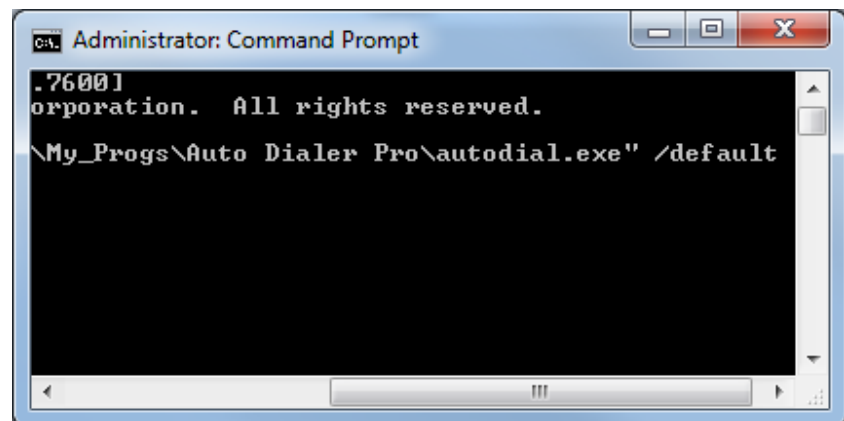 Administrator: Command Prompt
.7600]
orporation.  All rights reserved.
\My_Progs\Auto Dialer Pro\autodial.exe" /default